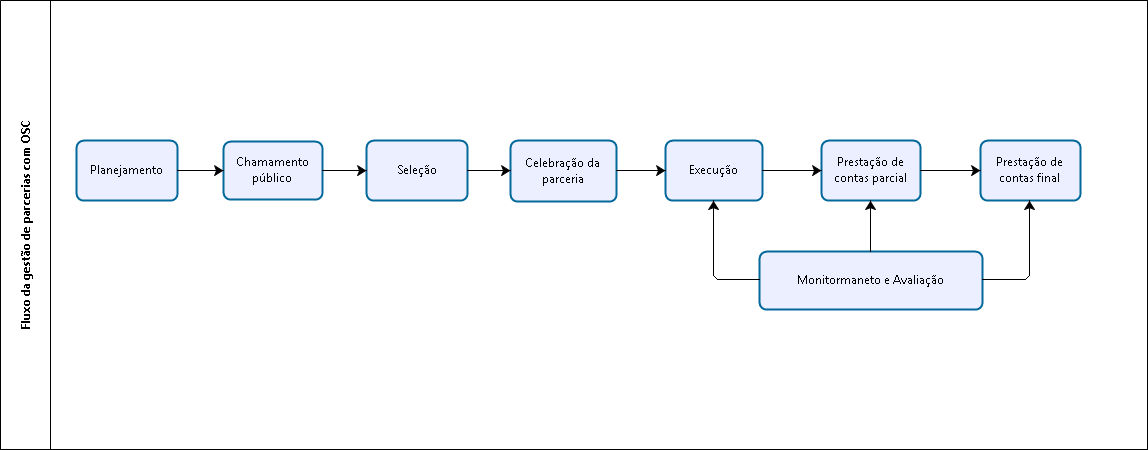 Fluxo da gestão de parcerias com OSC
Planejamento
Chamamento
público
Seleção
Celebração da
parceria
Execução
Prestação de
contas parcial
Prestação de
contas final
Monitormaneto e Avaliação